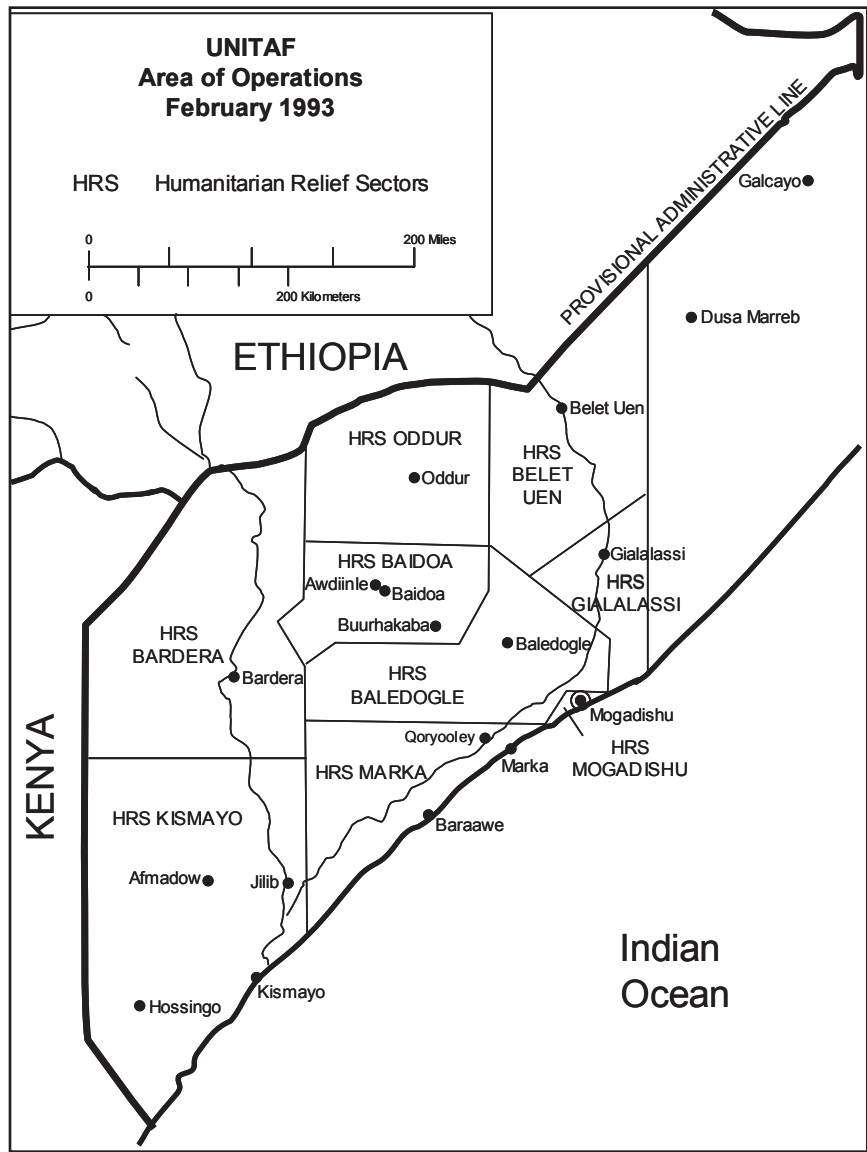 UNITAF
Area of Operations
February 1993
HRS Humanitarian Relief Sectors
0 200 Miles
0 200 Kilometers
PROVISIONAL ADMINISTRATIVE LINE
Galcayo
Dusa Marreb
ETHIOPIA
Belet Uen
HRS ODDUR
HRS
BELET
UEN
Oddur
Gialalassi
HRS BAIDOA
HRS
GIALALASSI
Awdiinle
Baidoa
Buurhakaba
HRS
BARDERA
Baledogle
Bardera
HRS
BALEDOGLE
Mogadishu
KENYA
Qoryooley
HRS
MOGADISHU
Marka
HRS MARKA
HRS KISMAYO
Baraawe
Afmadow
Jilib
Indian
Ocean
Kismayo
Hossingo